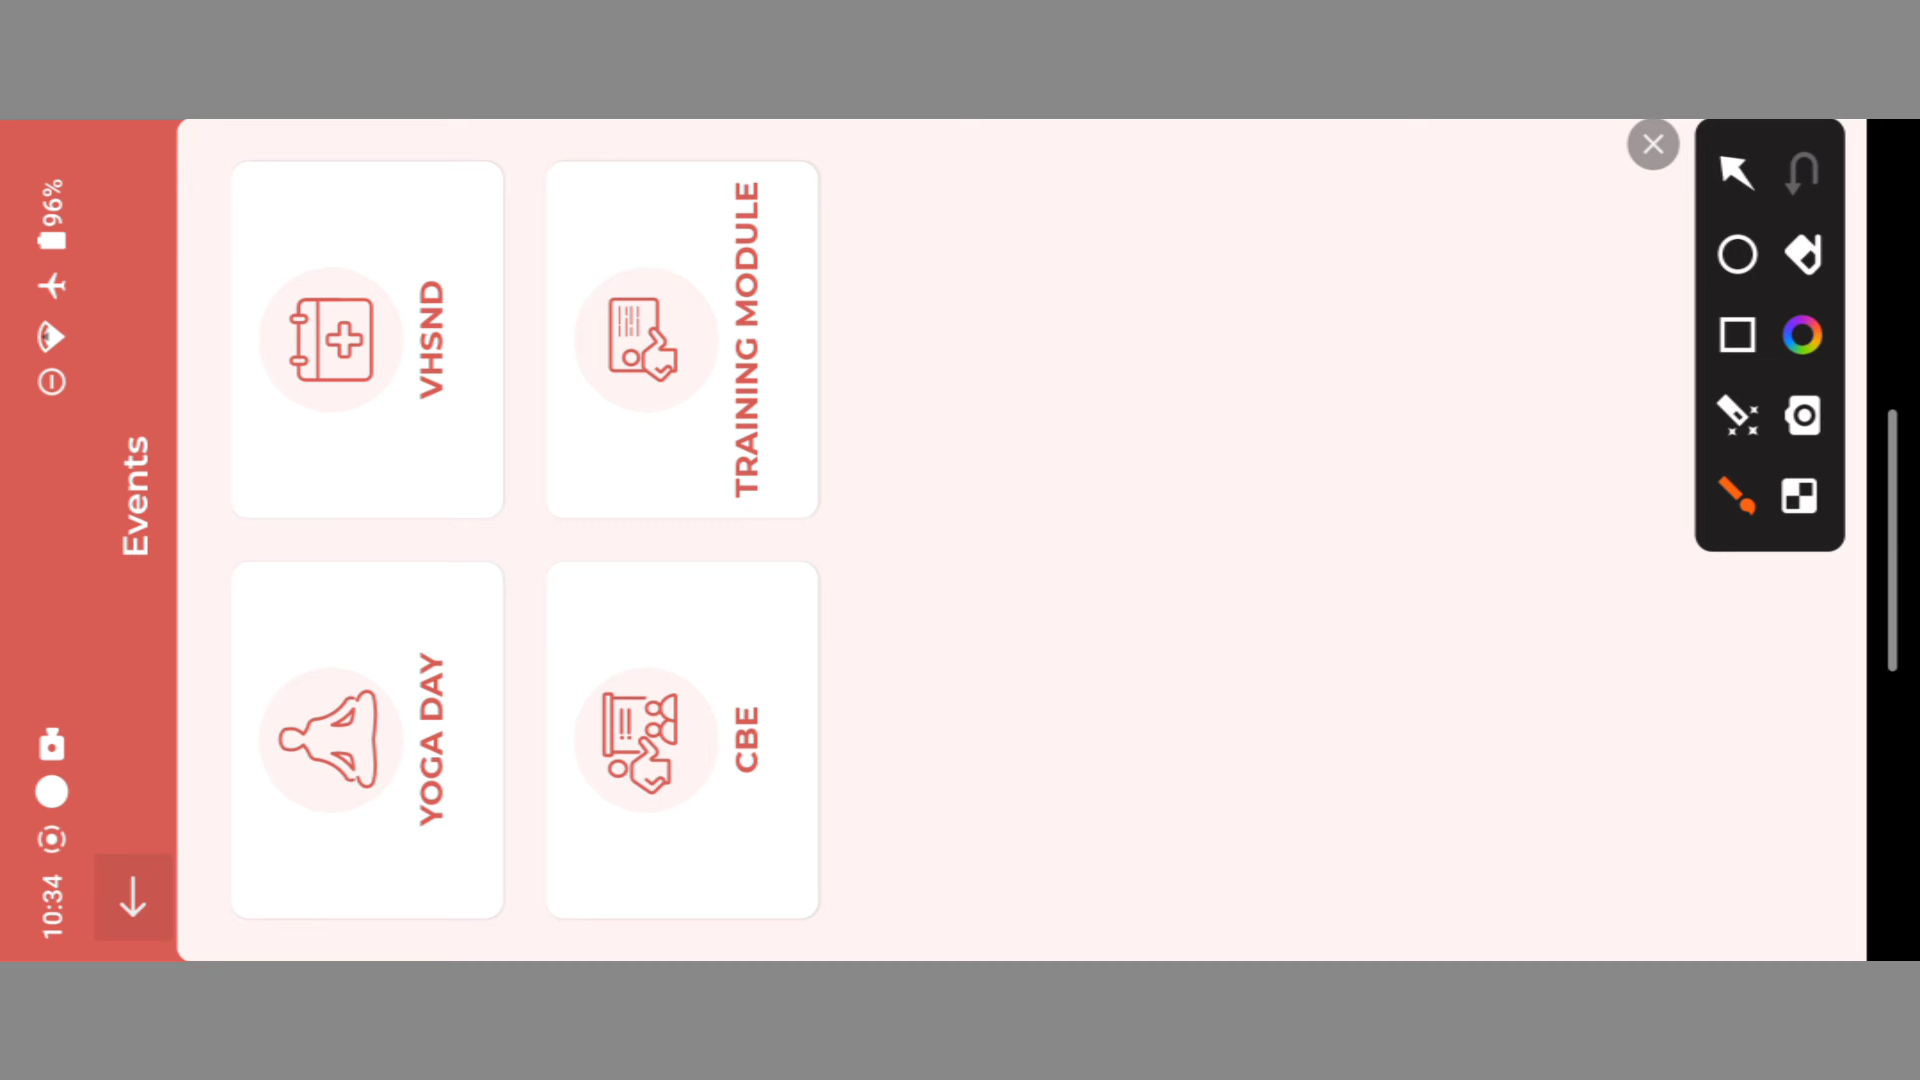 10:34
96%
Events
YOGA DAY
VHSND
CBE
TRAINING MODULE